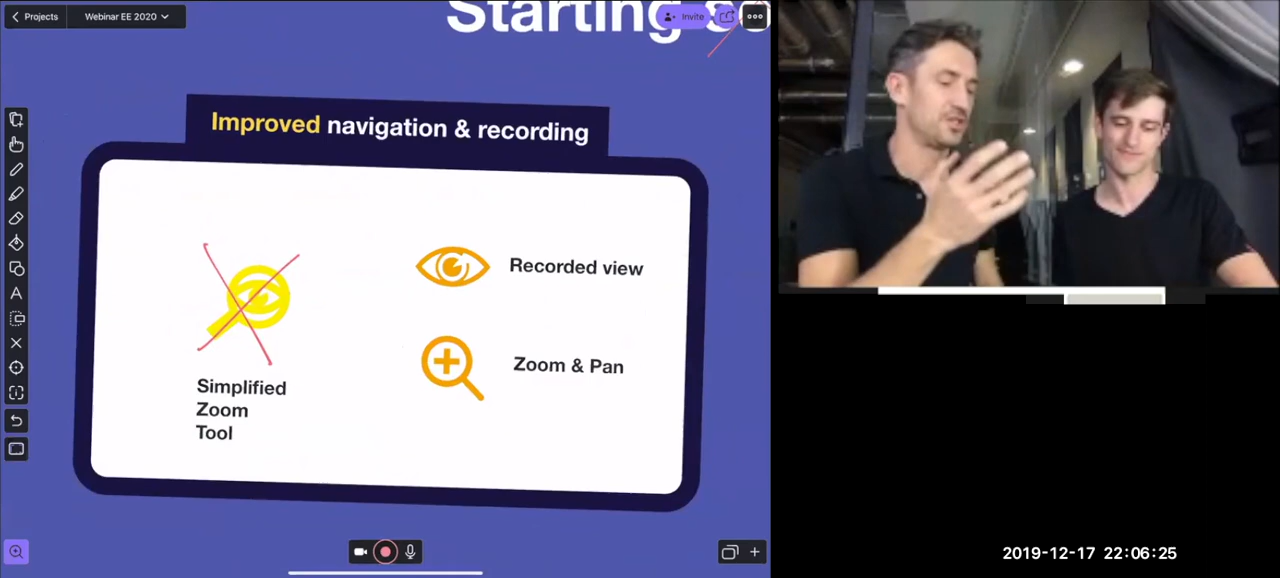 Projects
Webinar EE 2020
Starting
Invite
Improved navigation & recording
Recorded view
Zoom & Pan
Simplified
Zoom
Tool
2019-12-17 22:06:25